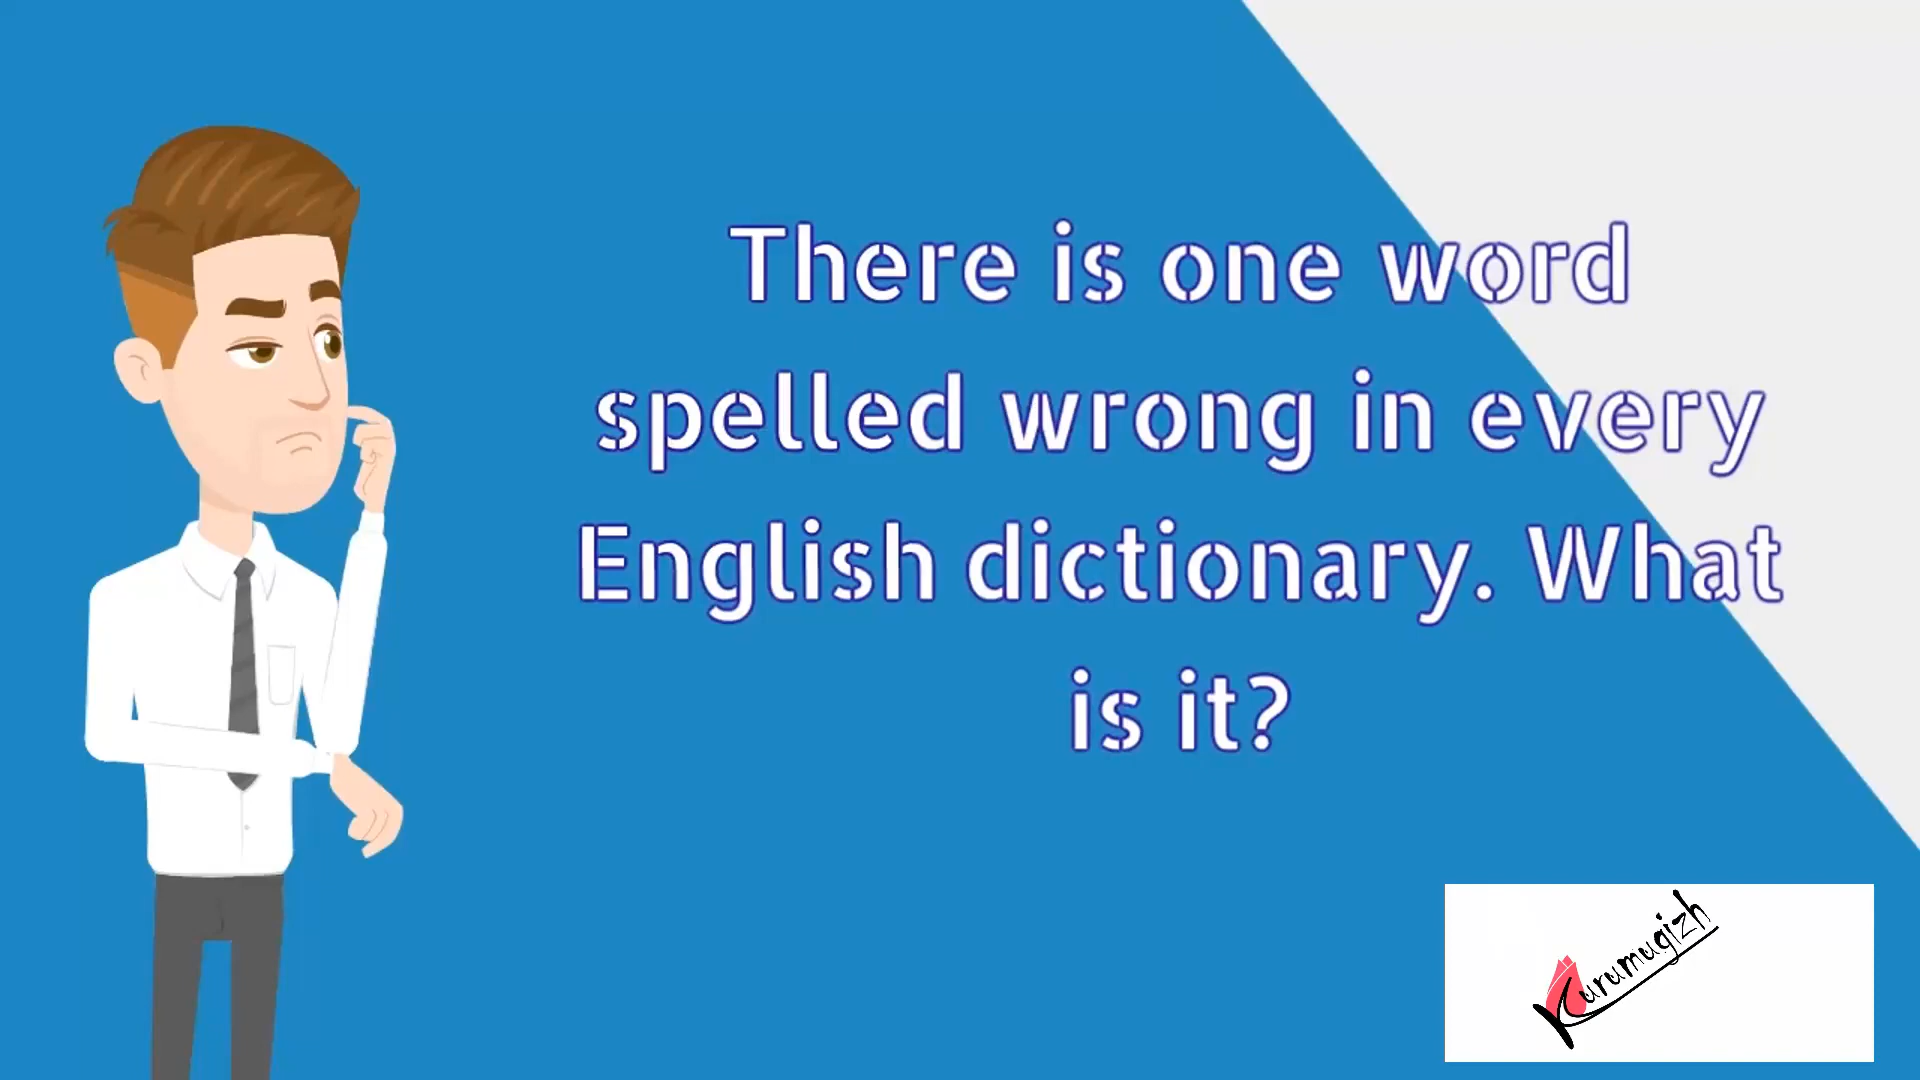 There is one word
spelled wrong in every
English dictionary. What
is it?
Kurumugizh